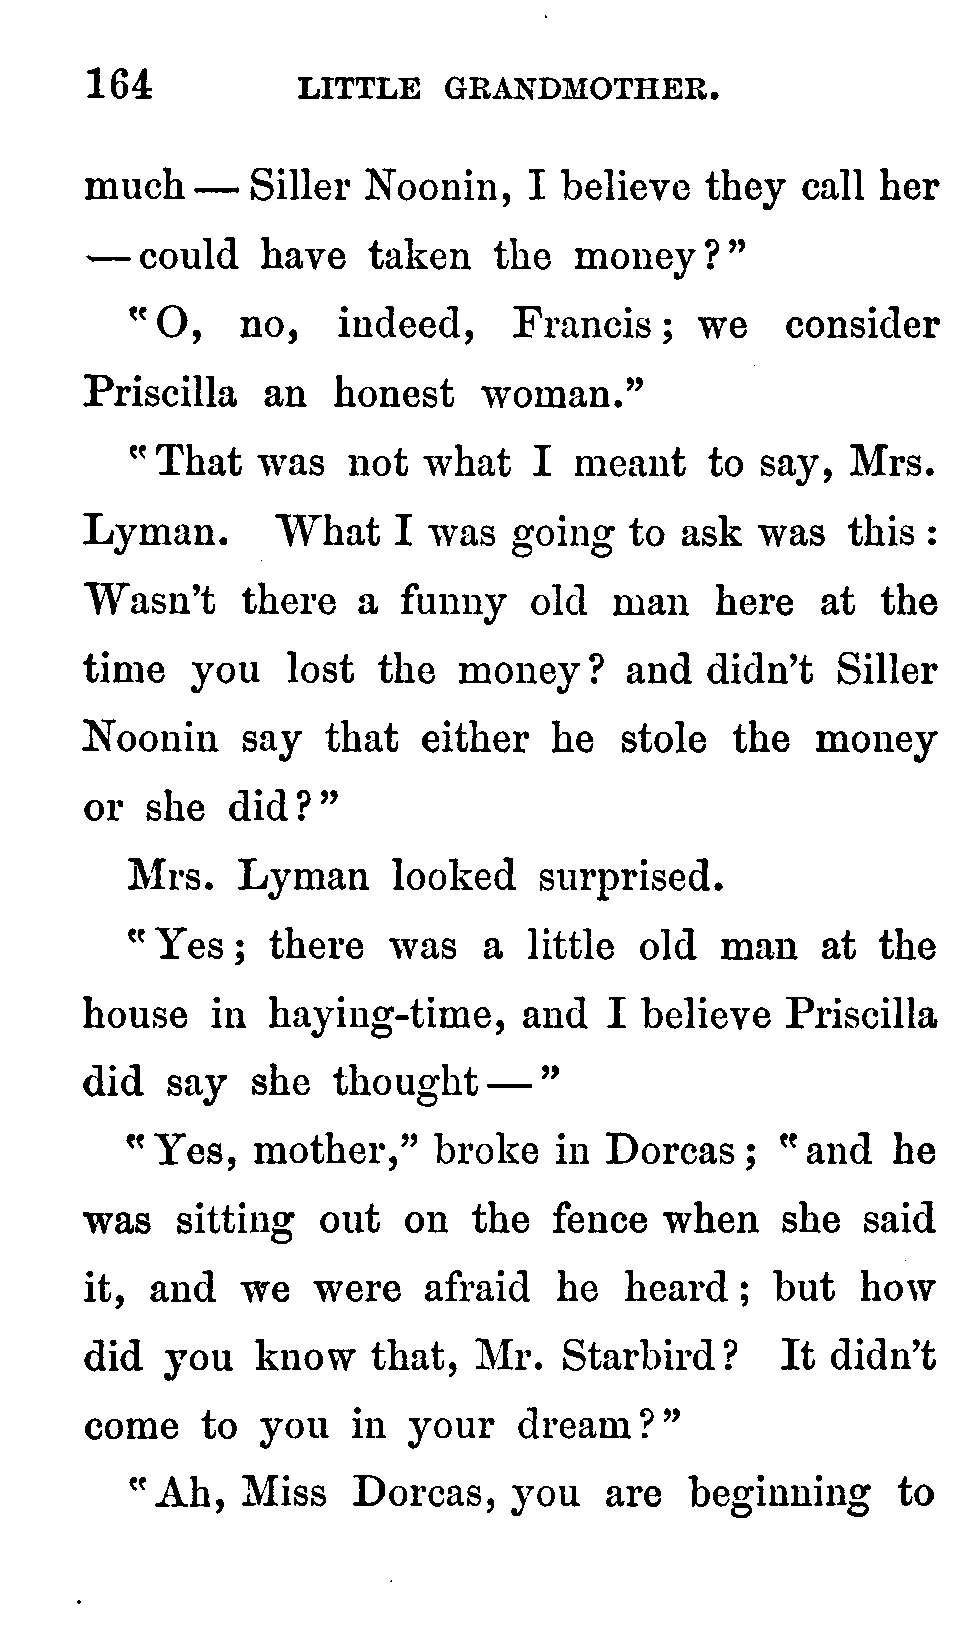 164 LITTLE GRANDMOTHER.
much — Siller Noonin, I believe they call her
— could have taken the money?"
"O, no, indeed, Francis; we consider
Priscilla an honest woman."
"That was not what I meant to say, Mrs.
Lyman. What I was going to ask was this:
Wasn't there a funny old man here at the
time you lost the money? and didn't Siller
Noonin say that either he stole the money
or she did?"
Mrs. Lyman looked surprised.
"Yes; there was a little old man at the
house in haying-time, and I believe Priscilla
did say she thought — "
"Yes, mother," broke in Dorcas; "and he
was sitting out on the fence when she said
it, and we were afraid he heard; but how
did you know that, Mr. Starbird? It didn't
come to you in your dream?"
"Ah, Miss Dorcas, you are beginning to